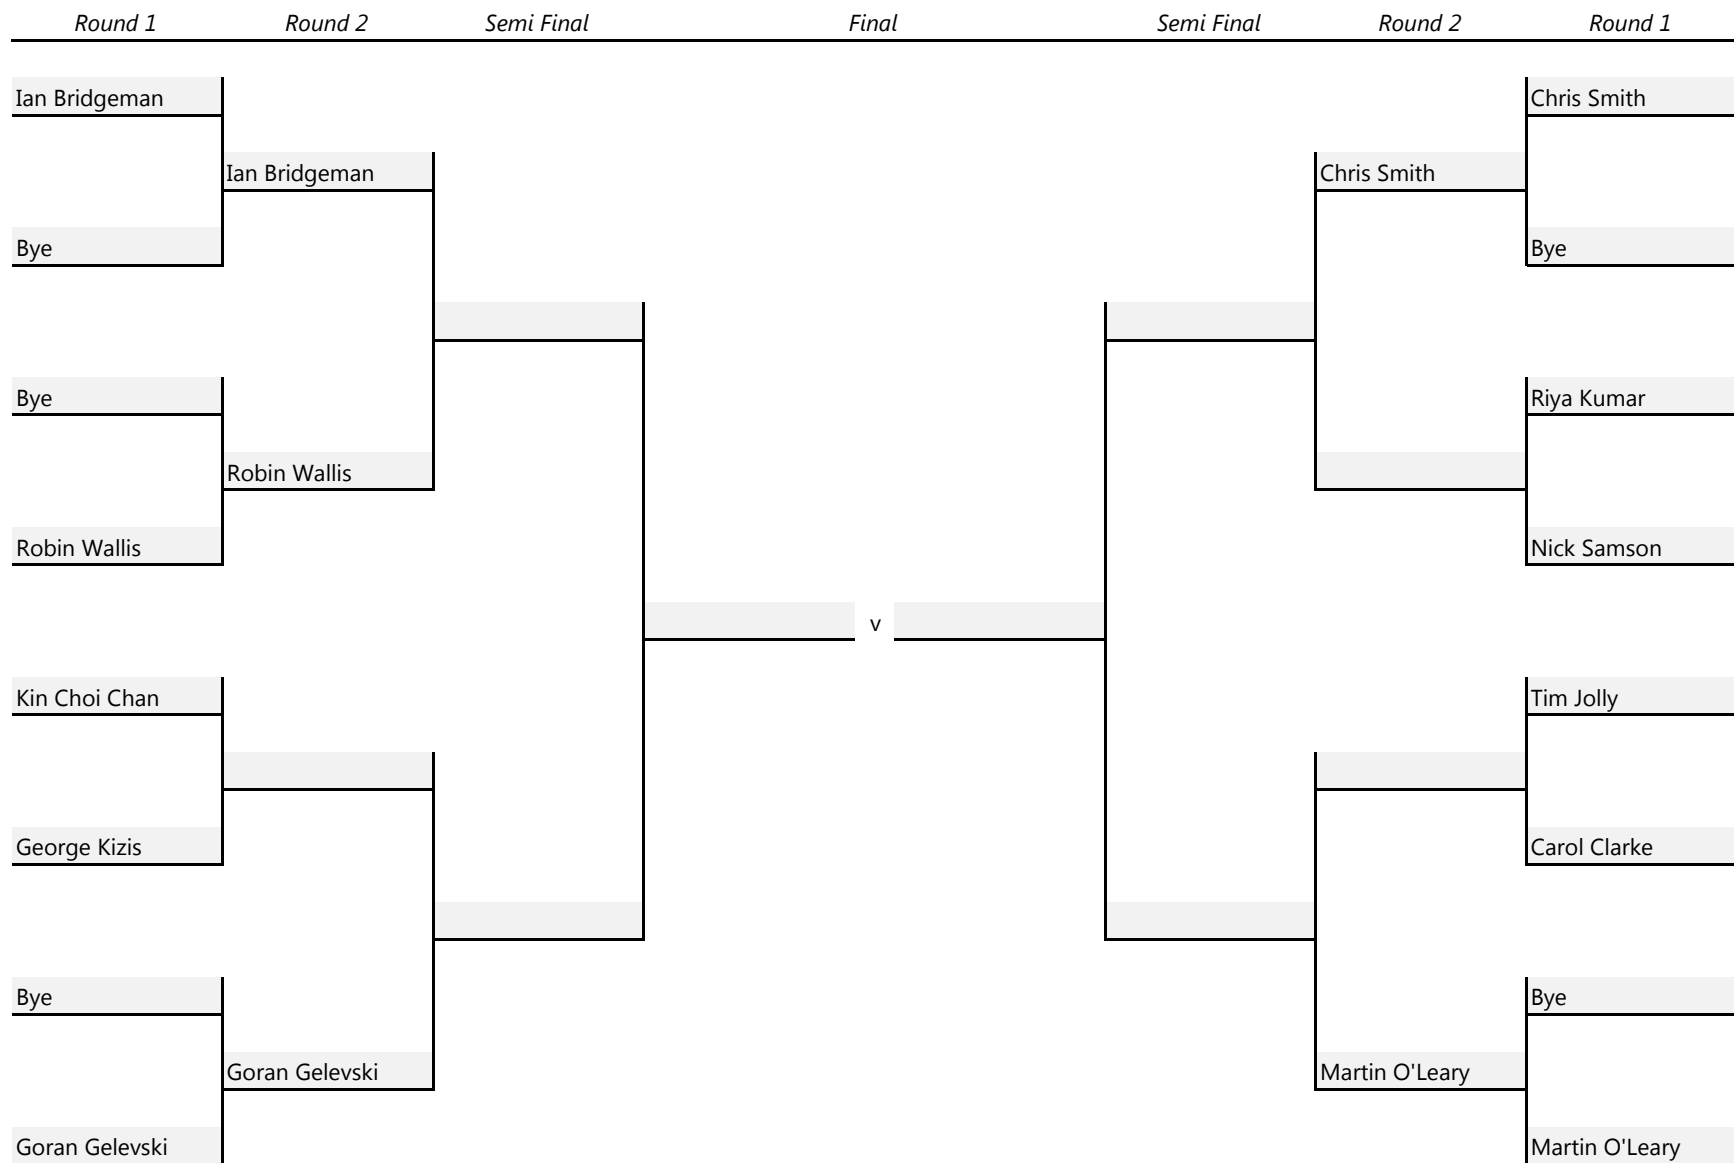 Round 1 Round 2 Semi Final Final Semi Final Round 2 Round 1
Ian Bridgeman Chris Smith
Ian Bridgeman Chris Smith
Bye Bye
Bye Riya Kumar
Robin Wallis
Robin Wallis Nick Samson
v
Kin Choi Chan Tim Jolly
George Kizis Carol Clarke
Bye Bye
Goran Gelevski Martin O'Leary
Goran Gelevski Martin O'Leary